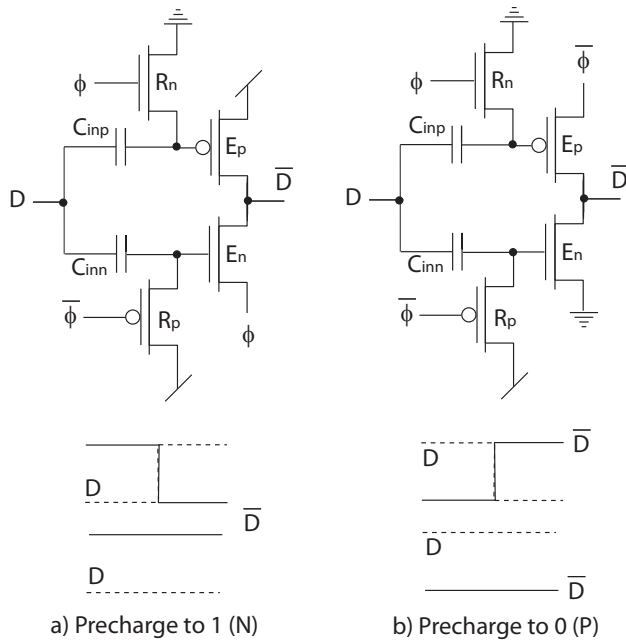 ϕ
Rn
Cinp
Ep
D
D̅
Cinn
En
ϕ̅
Rp
ϕ
D
D̅
D
a) Precharge to 1 (N)
ϕ̅
ϕ
Rn
Cinp
Ep
D
D̅
Cinn
En
ϕ̅
Rp
D̅
D
D
D̅
b) Precharge to 0 (P)